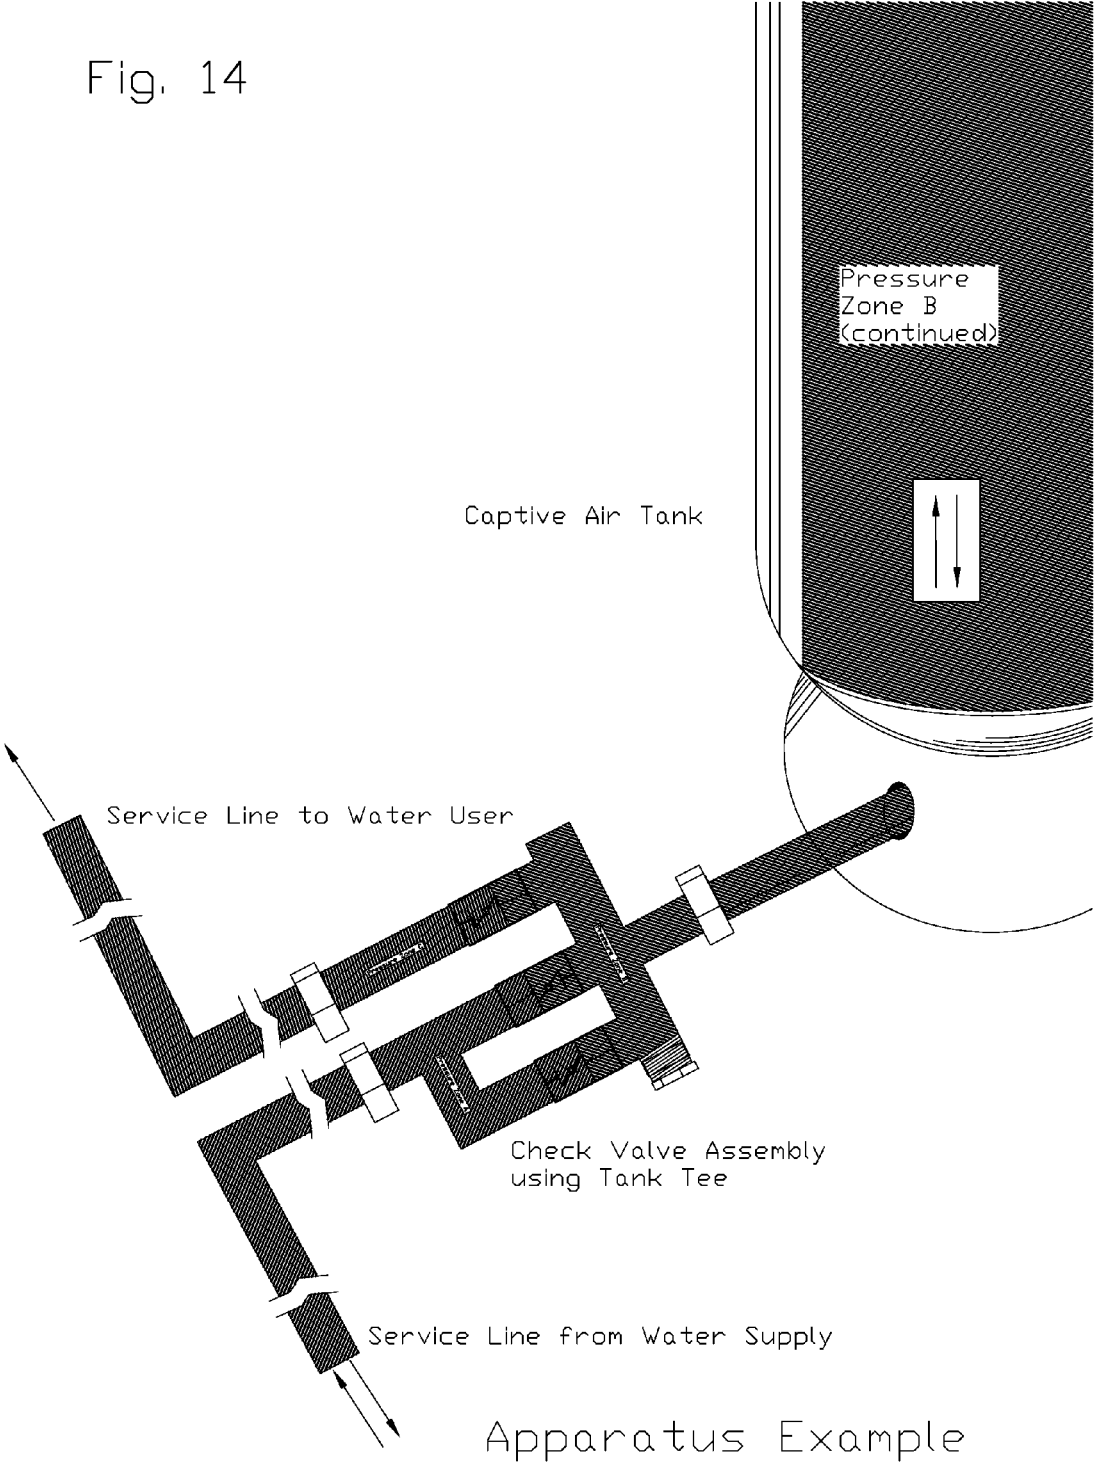 Fig. 14
Pressure
Zone B
(continued)
Captive Air Tank
Service Line to Water User
Check Valve Assembly
using Tank Tee
Service Line from Water Supply
Apparatus Example